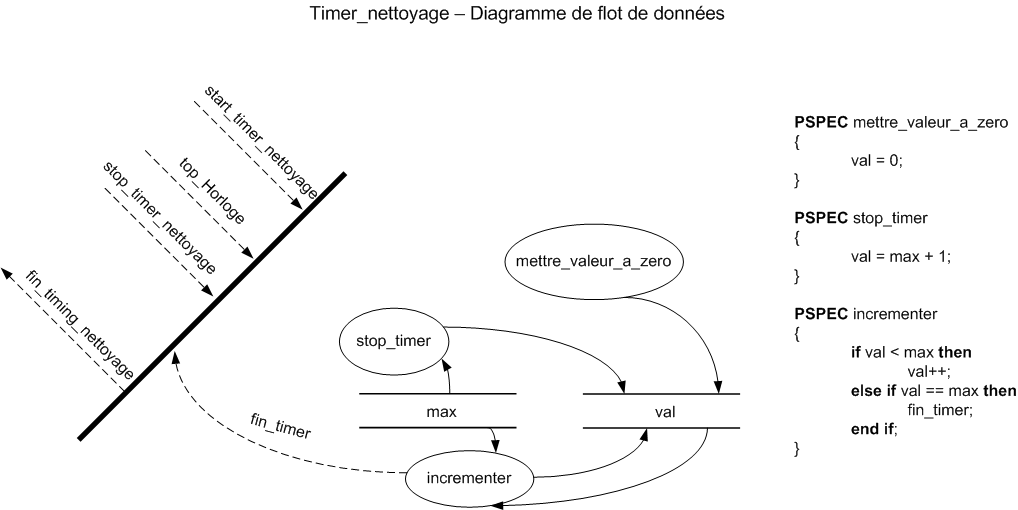 Timer_nettoyage – Diagramme de flot de données
start_timer_nettoyage
top_Horloge
stop_timer_nettoyage
fin_timing_nettoyage
mettre_valeur_a_zero
stop_timer
max
val
fin_timer
incrementer
PSPEC mettre_valeur_a_zero
{
val = 0;
}
PSPEC stop_timer
{
val = max + 1;
}
PSPEC incrementer
{
if val < max then
val++;
else if val == max then
fin_timer;
end if;
}